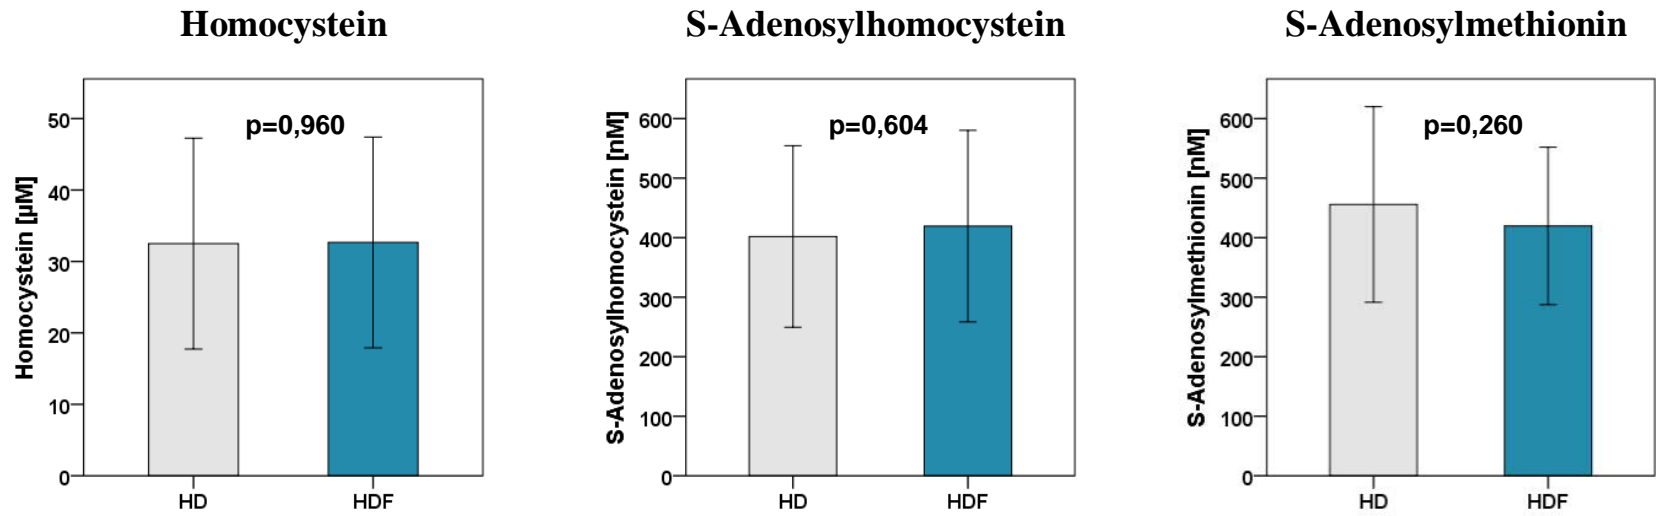 Homocystein
S-Adenosylhomocystein
S-Adenosylmethionin
p=0,960
Homocystein [µM]
50
40
30
20
10
0
HD
HDF
p=0,604
S-Adenosylhomocystein [nM]
600
500
400
300
200
100
0
HD
HDF
p=0,260
S-Adenosylmethionin [nM]
600
500
400
300
200
100
0
HD
HDF